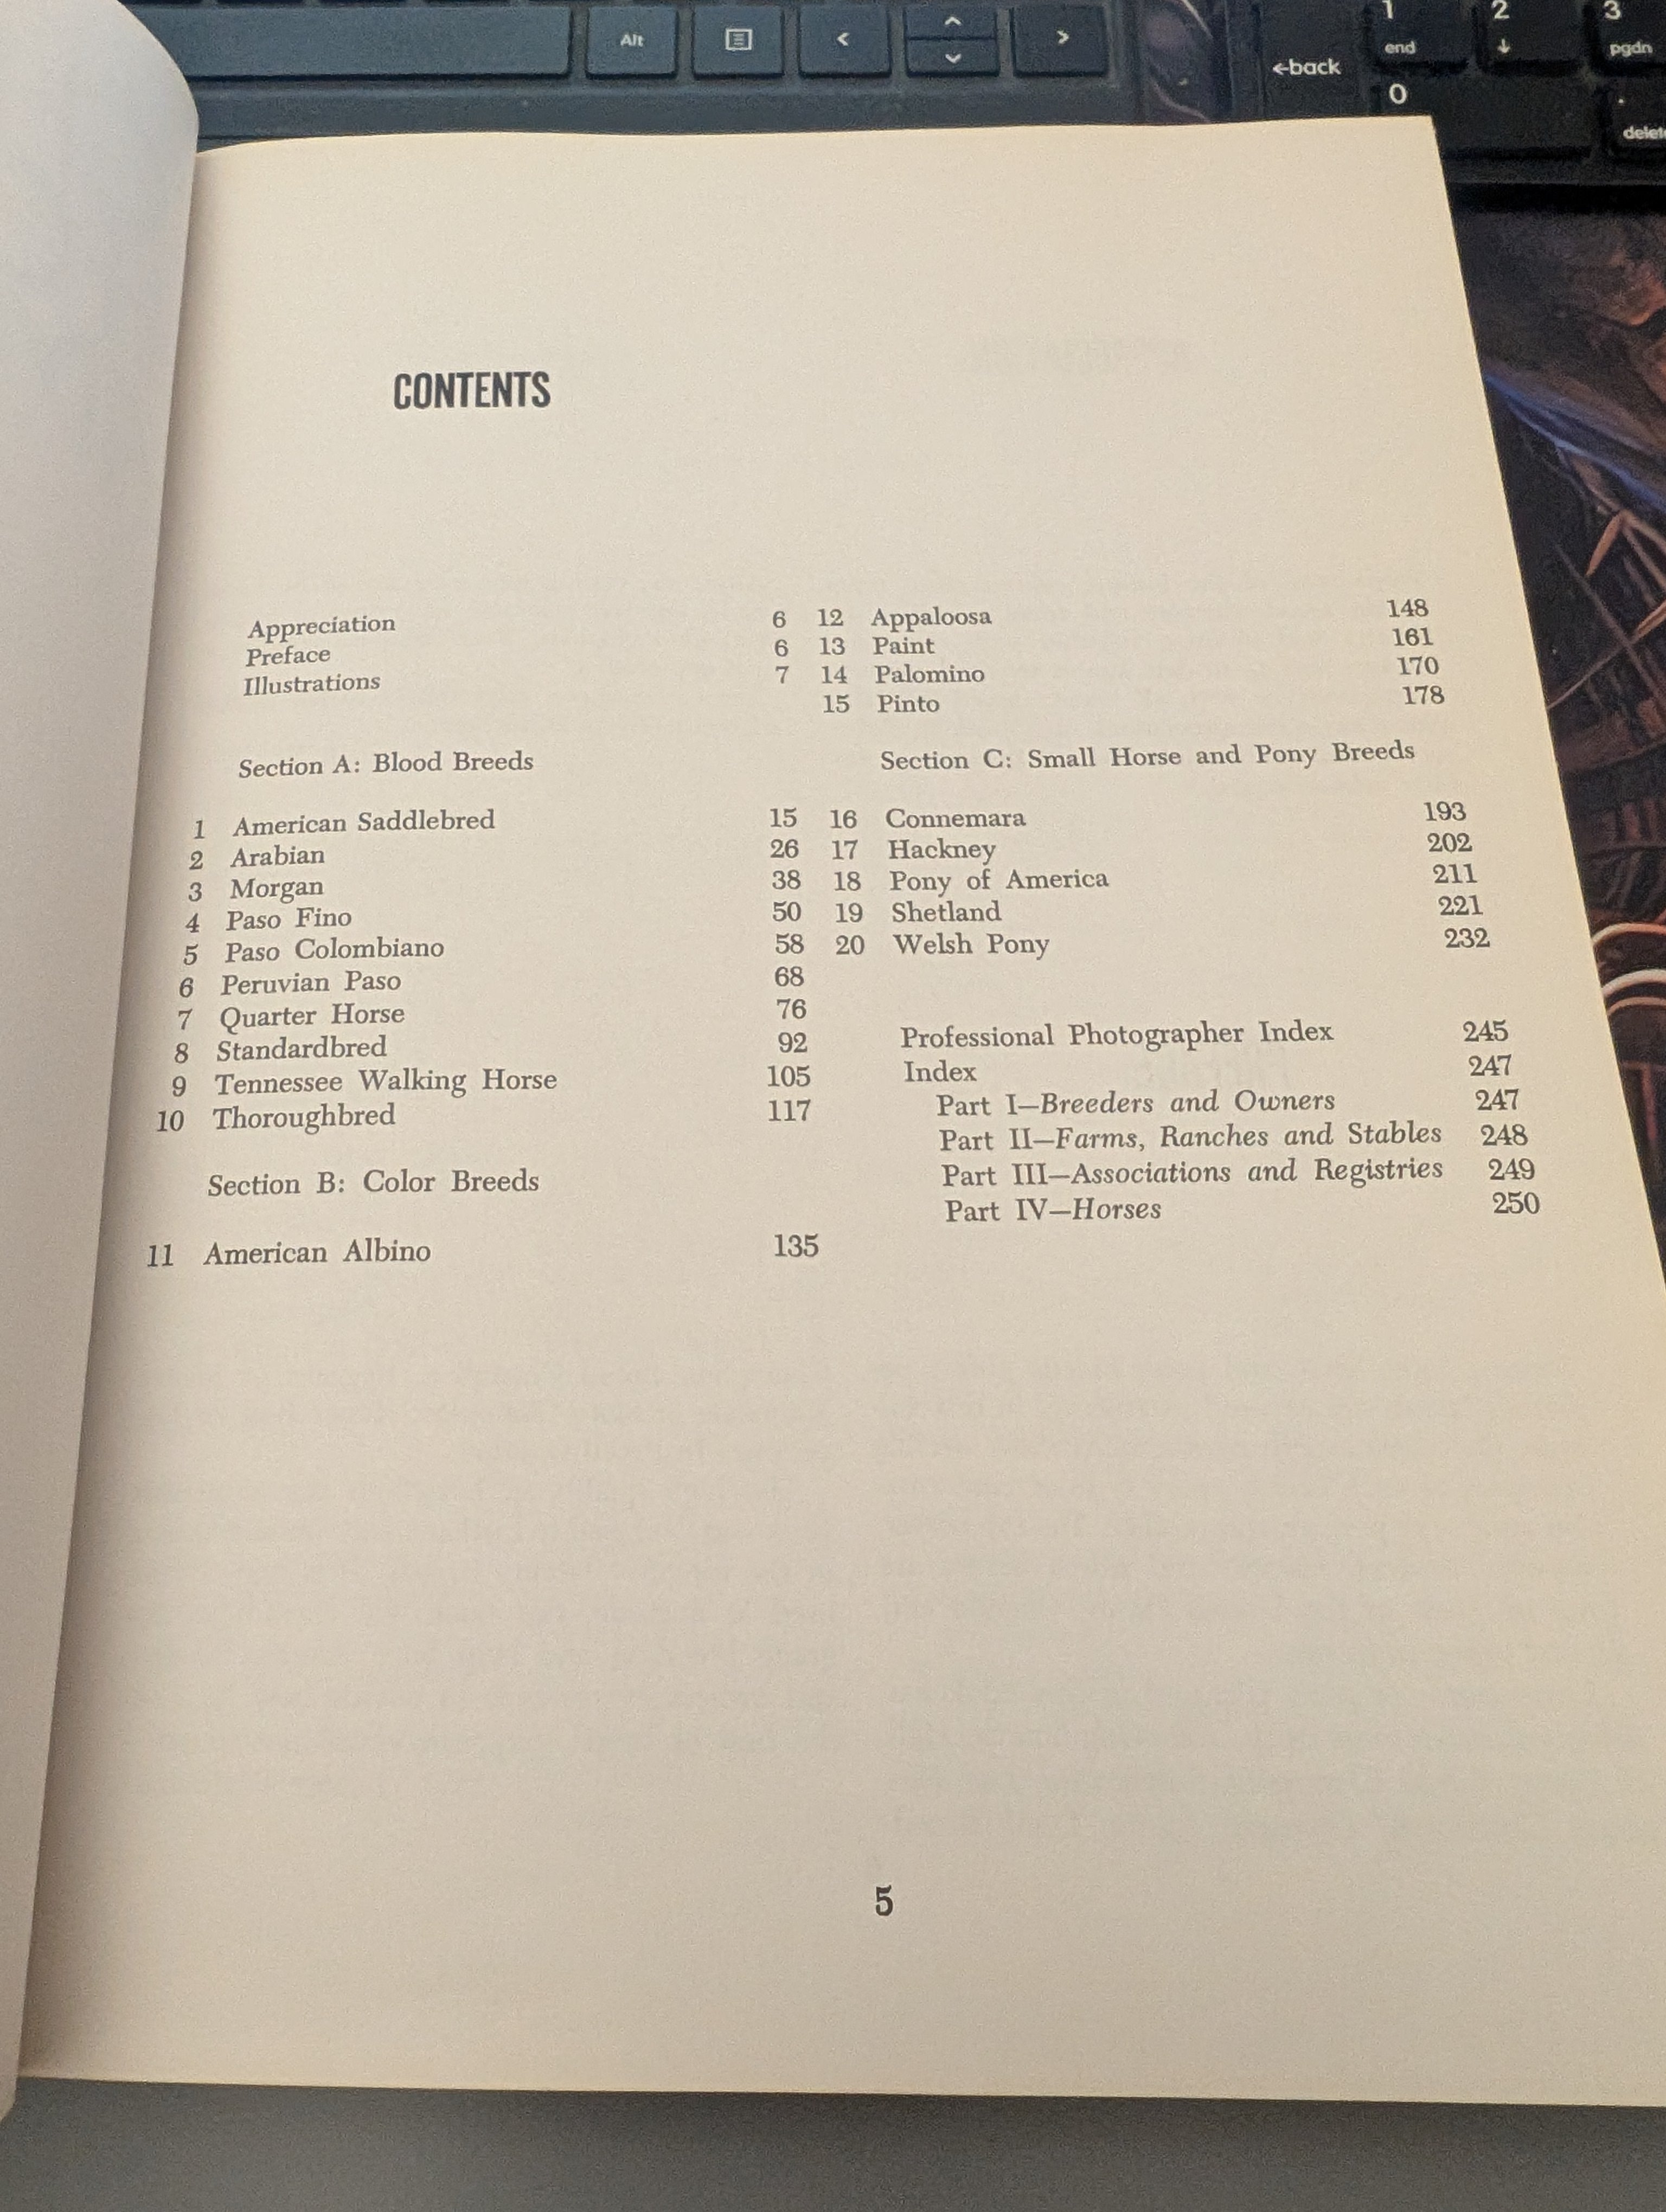 Alt
<
^
⌄
>
←back
1
end
0
2
↓
3
pgdn
.
CONTENTS
Appreciation 6
Preface 6
Illustrations 7
Section A: Blood Breeds
1 American Saddlebred 15
2 Arabian 26
3 Morgan 38
4 Paso Fino 50
5 Paso Colombiano 58
6 Peruvian Paso 68
7 Quarter Horse 76
8 Standardbred 92
9 Tennessee Walking Horse 105
10 Thoroughbred 117
Section B: Color Breeds
11 American Albino 135
12 Appaloosa 148
13 Paint 161
14 Palomino 170
15 Pinto 178
Section C: Small Horse and Pony Breeds
16 Connemara 193
17 Hackney 202
18 Pony of America 211
19 Shetland 221
20 Welsh Pony 232
Professional Photographer Index 245
Index 247
Part I—Breeders and Owners 247
Part II—Farms, Ranches and Stables 248
Part III—Associations and Registries 249
Part IV—Horses 250
5